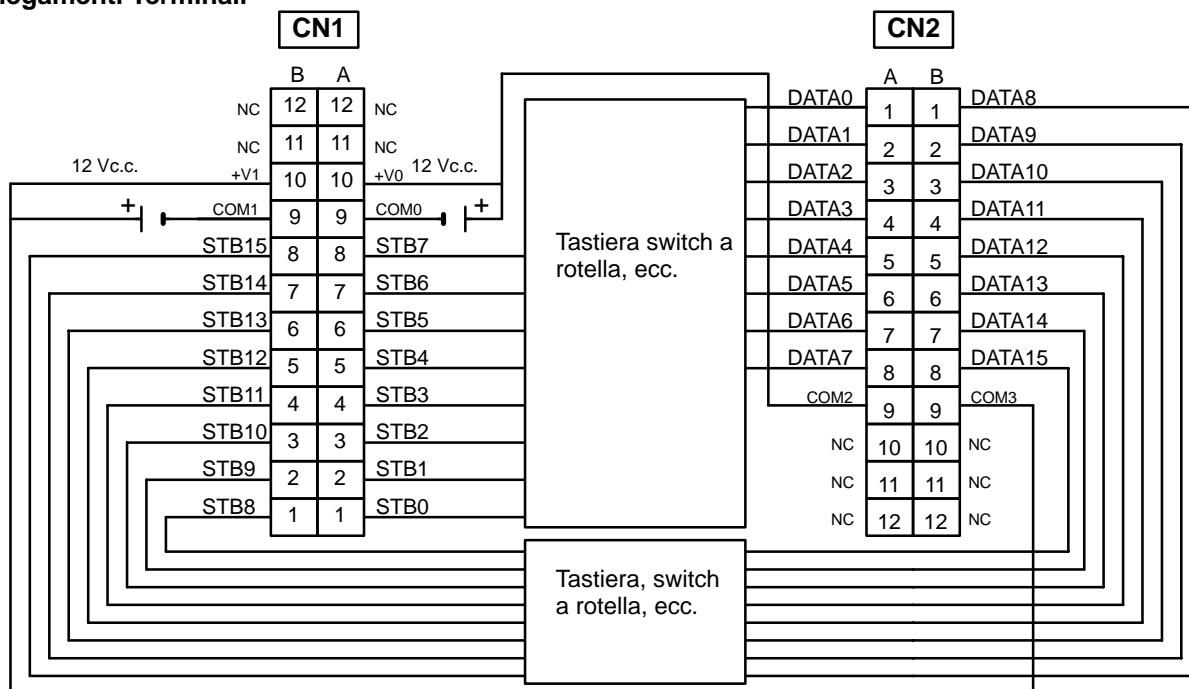 CN1
CN2
B A
A B
NC 12 12 NC
NC 11 11 NC
12 Vc.c. +V1 10 10 +V0 12 Vc.c.
+ COM1 9 9 COM0 +
STB15 8 8 STB7
STB14 7 7 STB6
STB13 6 6 STB5
STB12 5 5 STB4
STB11 4 4 STB3
STB10 3 3 STB2
STB9 2 2 STB1
STB8 1 1 STB0
Tastiera switch a
rotella, ecc.
DATA0 1 1 DATA8
DATA1 2 2 DATA9
DATA2 3 3 DATA10
DATA3 4 4 DATA11
DATA4 5 5 DATA12
DATA5 6 6 DATA13
DATA6 7 7 DATA14
DATA7 8 8 DATA15
COM2 9 9 COM3
NC 10 10 NC
NC 11 11 NC
NC 12 12 NC
Tastiera, switch
a rotella, ecc.